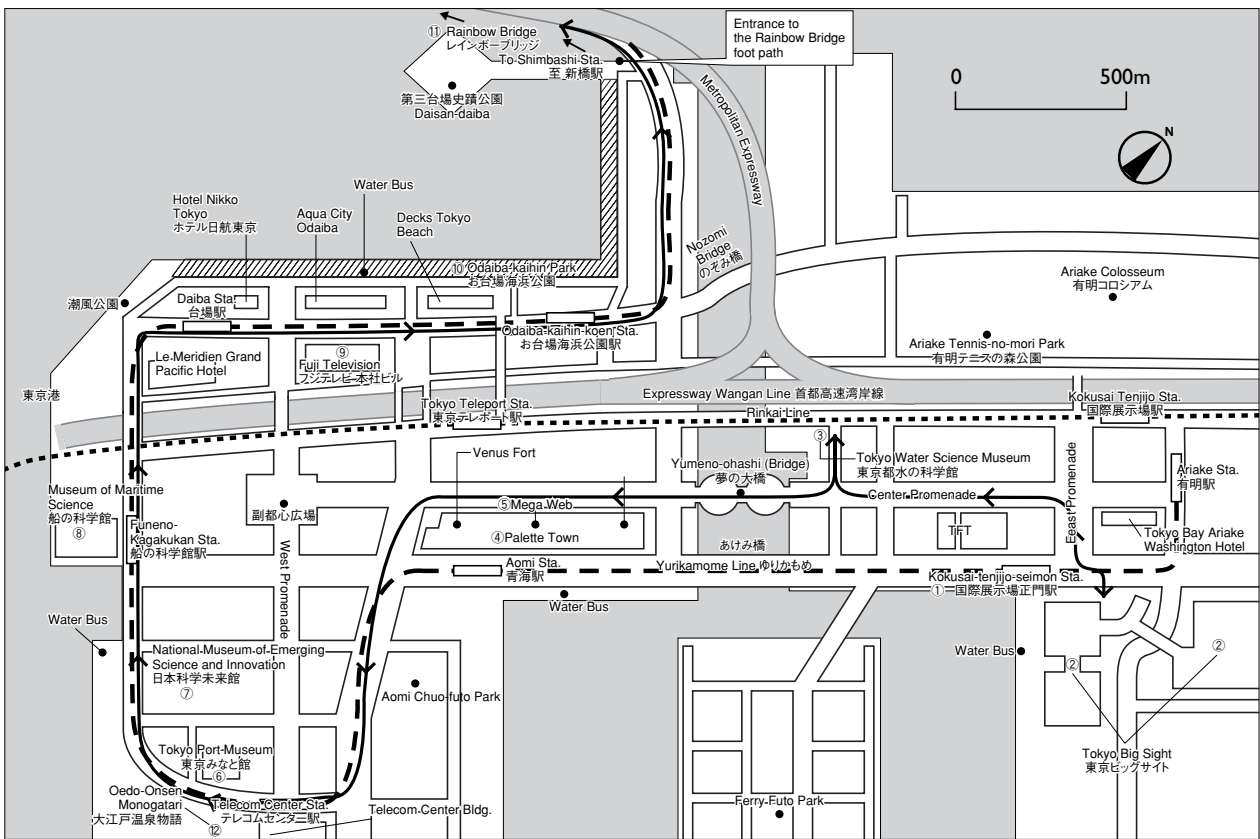 ⑪ Rainbow Bridge
レインボーブリッジ
To Shimbashi Sta.
至 新橋駅
Entrance to
the Rainbow Bridge
foot path
第三台場史蹟公園
Daisan-daiba
Metropolitan Expressway
0 500m
N
Hotel Nikko
Tokyo
ホテル日航東京
Aqua City
Odaiba
Water Bus
Decks Tokyo
Beach
Nozomi
Bridge
のぞみ橋
⑩ Odaiba-kaihin Park
お台場海浜公園
Ariake Colosseum
有明コロシアム
潮風公園
Daiba Sta.
台場駅
Odaiba-kaihin-koen Sta.
お台場海浜公園駅
Ariake Tennis-no-mori Park
有明テニスの森公園
Le Meridien Grand
Pacific Hotel
⑨
Fuji Television
フジテレビ本社ビル
東京港
Expressway Wangan Line 首都高速湾岸線
Tokyo Teleport Sta.
東京テレポート駅
Rinkai Line
Kokusai Tenjijo Sta.
国際展示場駅
③
Tokyo Water Science Museum
東京都水の科学館
Venus Fort
Yumeno-ohashi (Bridge)
夢の大橋
Ariake Sta.
有明駅
Museum of Maritime
Science
船の科学館
⑧
副都心広場
⑤ Mega Web
Center Promenade
Eeast Promenade
Funeno-
Kagakukan Sta.
船の科学館駅
④ Palette Town
あけみ橋
TFT
Tokyo Bay Ariake
Washington Hotel
West Promenade
Aomi Sta.
青海駅
Yurikamome Line ゆりかもめ
Kokusai-tenjijo-seimon Sta.
① 国際展示場正門駅
Water Bus
Water Bus
National Museum of Emerging
Science and Innovation
日本科学未来館
⑦
Water Bus
②
②
Aomi Chuo-futo Park
Tokyo Port Museum
東京みなと館
⑥
Tokyo Big Sight
東京ビッグサイト
Oedo-Onsen
Monogatari
大江戸温泉物語
⑫
Telecom Center Sta.
テレコムセンター駅
Telecom Center Bldg.
Ferry Futo Park